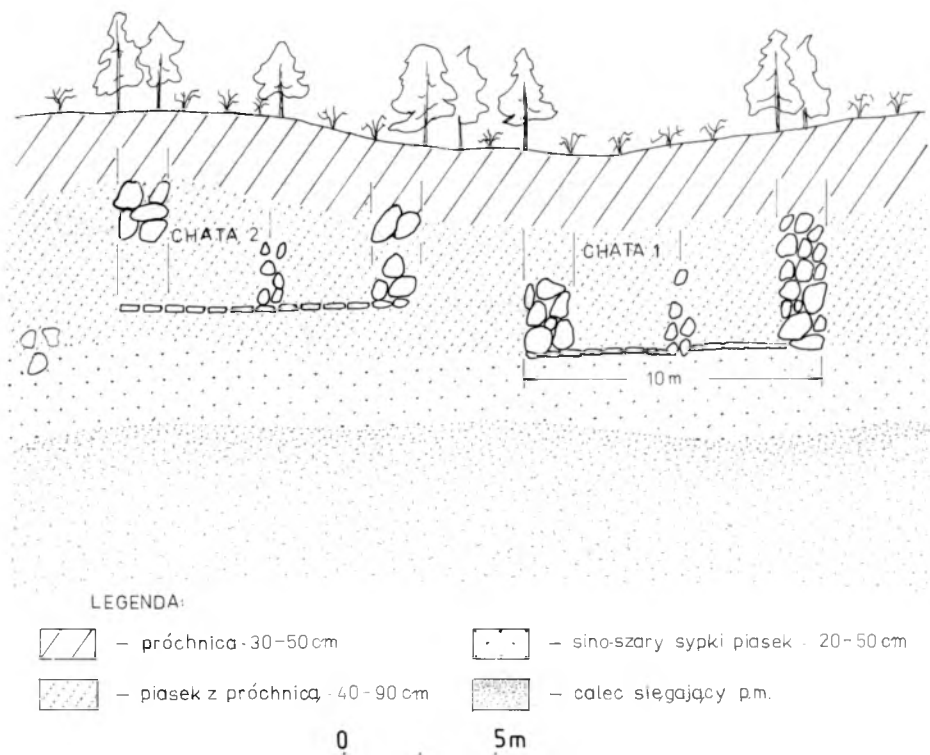 CHATA 2
CHATA 1
10 m
LEGENDA:
– próchnica - 30-50 cm
– sino-szary sypki piasek - 20-50 cm
– piasek z próchnicą - 40-90 cm
– calec sięgający p.m.
0 5m